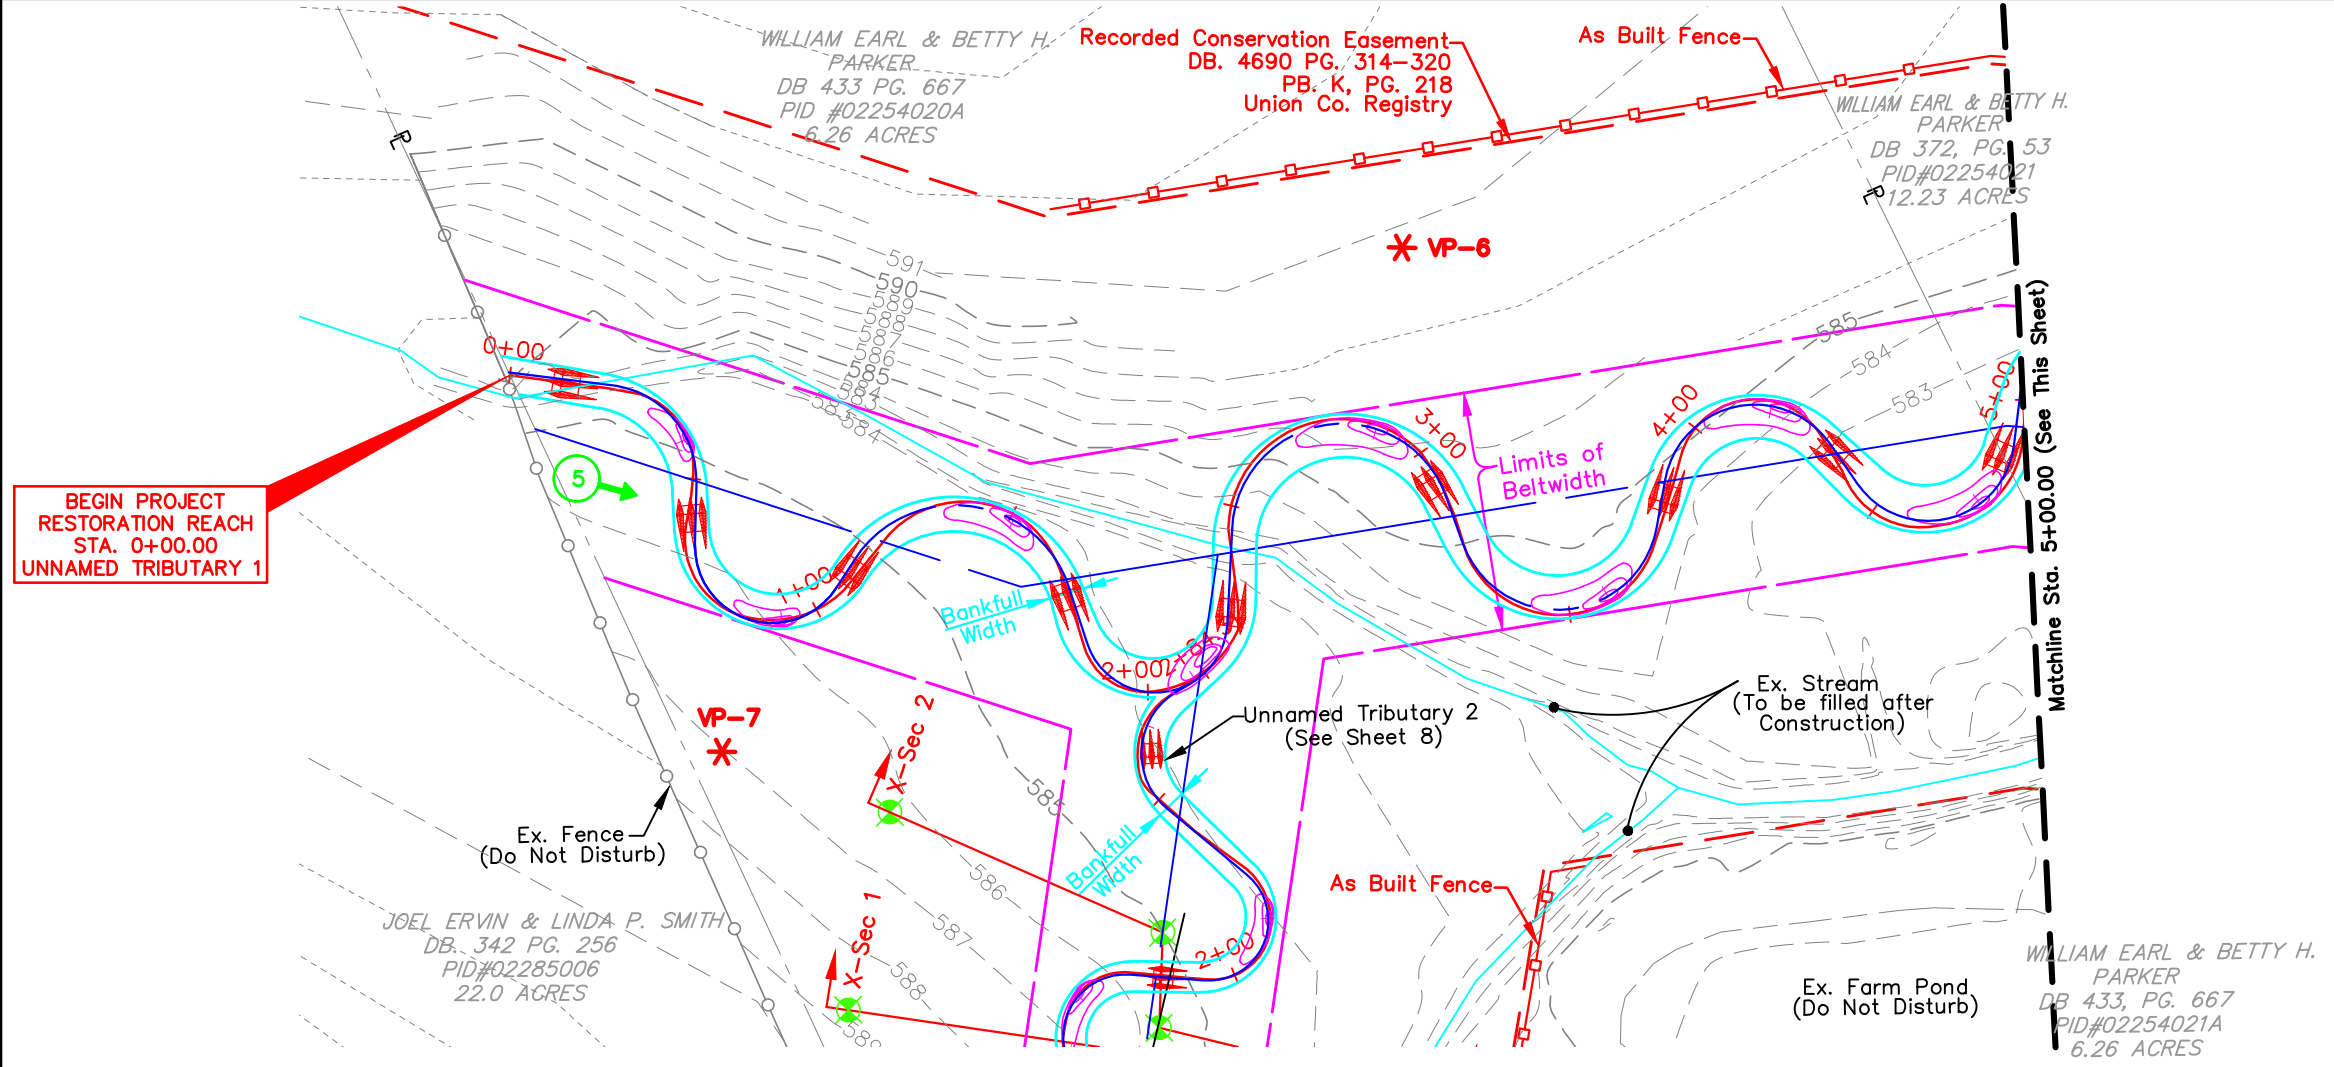 WILLIAM EARL & BETTY H.
PARKER
DB 433 PG. 667
PID #02254020A
6.26 ACRES
Recorded Conservation Easement
DB. 4690 PG. 314-320
PB. K, PG. 218
Union Co. Registry
As Built Fence
WILLIAM EARL & BETTY H.
PARKER
DB 372, PG. 53
PID#02254021
12.23 ACRES
PL
PL
VP-6
591
590
589
588
587
586
585
584
583
583
584
585
584
583
0+00
1+00
2+00
3+00
4+00
5+00
BEGIN PROJECT
RESTORATION REACH
STA. 0+00.00
UNNAMED TRIBUTARY 1
5
Limits of
Beltwidth
Bankfull
Width
Matchline Sta. 5+00.00 (See This Sheet)
VP-7
X-Sec 2
Unnamed Tributary 2
(See Sheet 8)
Ex. Stream
(To be filled after
Construction)
Ex. Fence
(Do Not Disturb)
585
586
587
588
589
Bankfull
Width
As Built Fence
X-Sec 1
2+00
JOEL ERVIN & LINDA P. SMITH
DB. 342 PG. 256
PID#02285006
22.0 ACRES
Ex. Farm Pond
(Do Not Disturb)
WILLIAM EARL & BETTY H.
PARKER
DB 433, PG. 667
PID#02254021A
6.26 ACRES